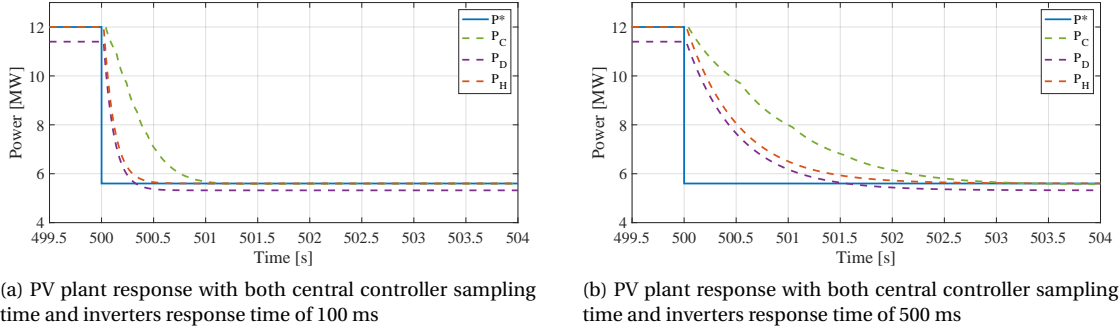 12
10
8
6
4
Power [MW]
499.5 500 500.5 501 501.5 502 502.5 503 503.5 504
Time [s]
P*
P_C
P_D
P_H
(a) PV plant response with both central controller sampling
time and inverters response time of 100 ms
12
10
8
6
4
Power [MW]
499.5 500 500.5 501 501.5 502 502.5 503 503.5 504
Time [s]
P*
P_C
P_D
P_H
(b) PV plant response with both central controller sampling
time and inverters response time of 500 ms